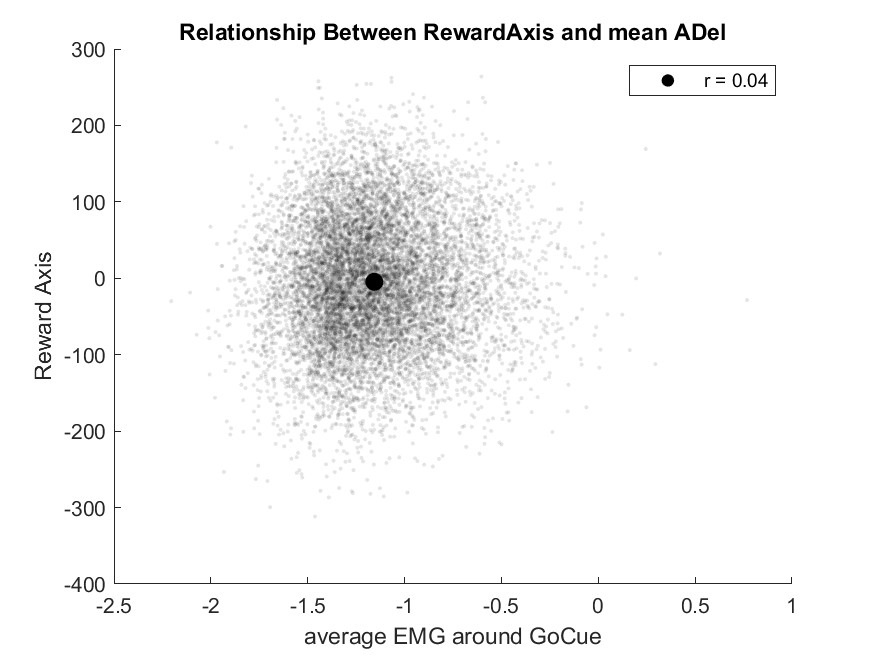 Relationship Between RewardAxis and mean ADel
r = 0.04
300
200
100
0
-100
-200
-300
-400
Reward Axis
-2.5 -2 -1.5 -1 -0.5 0 0.5 1
average EMG around GoCue